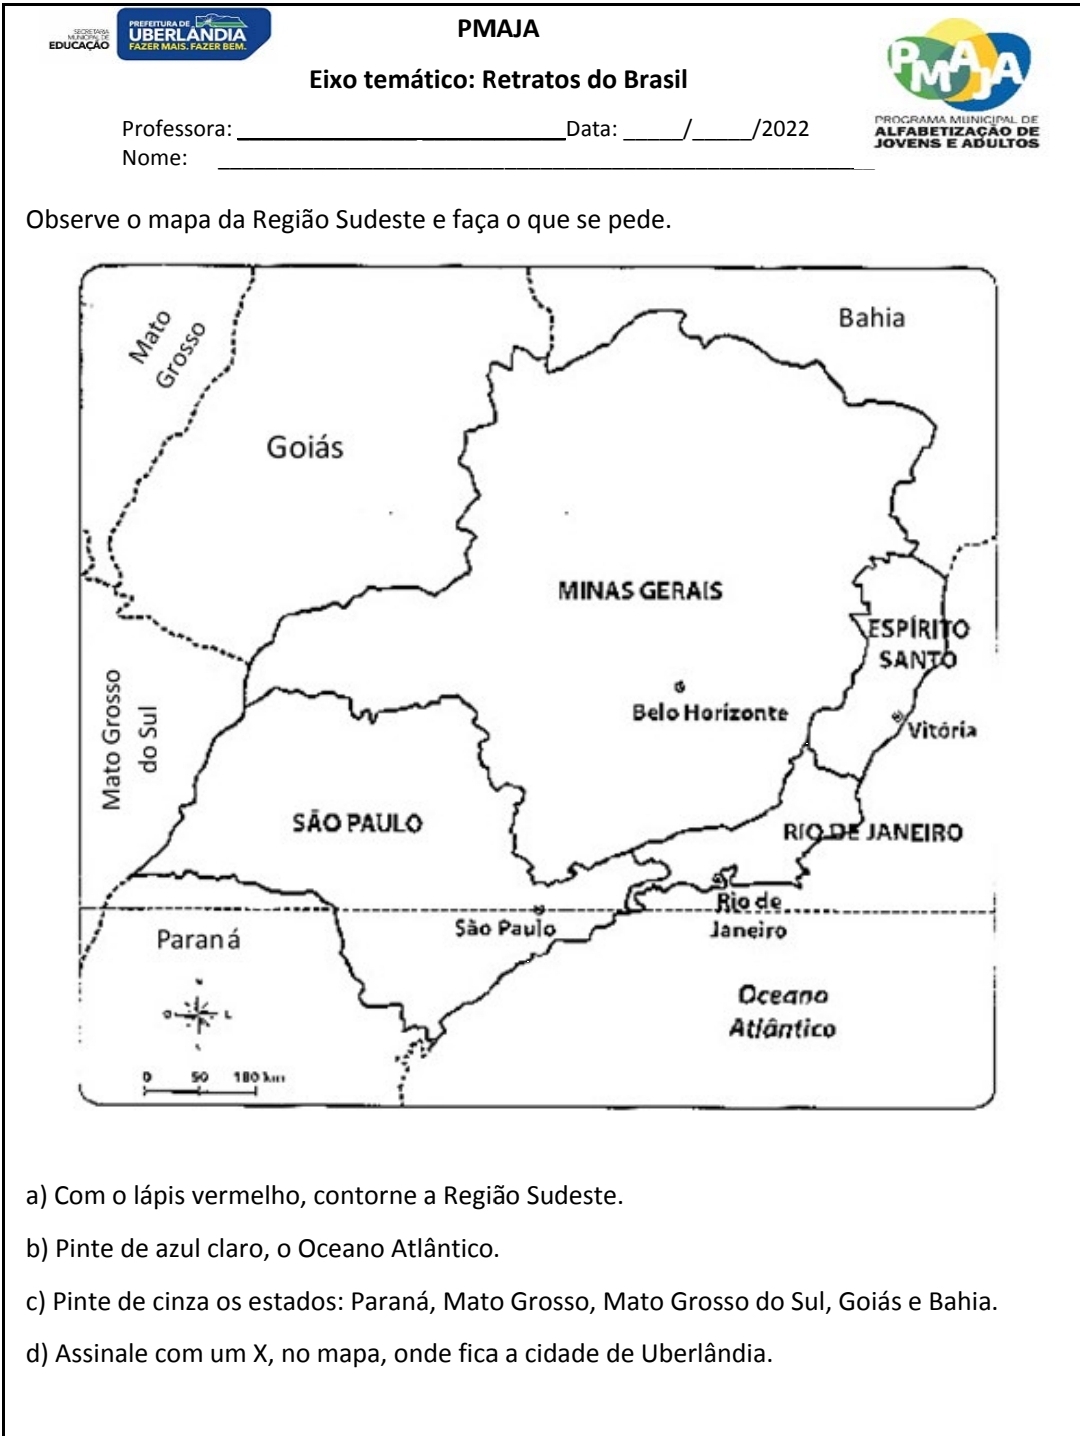 SECRETARIA
MUNICIPAL DE
EDUCAÇÃO
PREFEITURA DE
UBERLÂNDIA
FAZER MAIS. FAZER BEM.
PMAJA
Eixo temático: Retratos do Brasil
PMAJA
PROGRAMA MUNICIPAL DE
ALFABETIZAÇÃO DE
JOVENS E ADULTOS
Professora: ____________________________Data: _____/_____/2022
Nome: _______________________________________________________
Observe o mapa da Região Sudeste e faça o que se pede.
Mato
Grosso
Bahia
Goiás
MINAS GERAIS
ESPÍRITO
SANTO
Mato Grosso
do Sul
Belo Horizonte
Vitória
SÃO PAULO
RIO DE JANEIRO
Rio de
Janeiro
São Paulo
Paraná
Oceano
Atlântico
N
O L
0 50 180 km
a) Com o lápis vermelho, contorne a Região Sudeste.
b) Pinte de azul claro, o Oceano Atlântico.
c) Pinte de cinza os estados: Paraná, Mato Grosso, Mato Grosso do Sul, Goiás e Bahia.
d) Assinale com um X, no mapa, onde fica a cidade de Uberlândia.